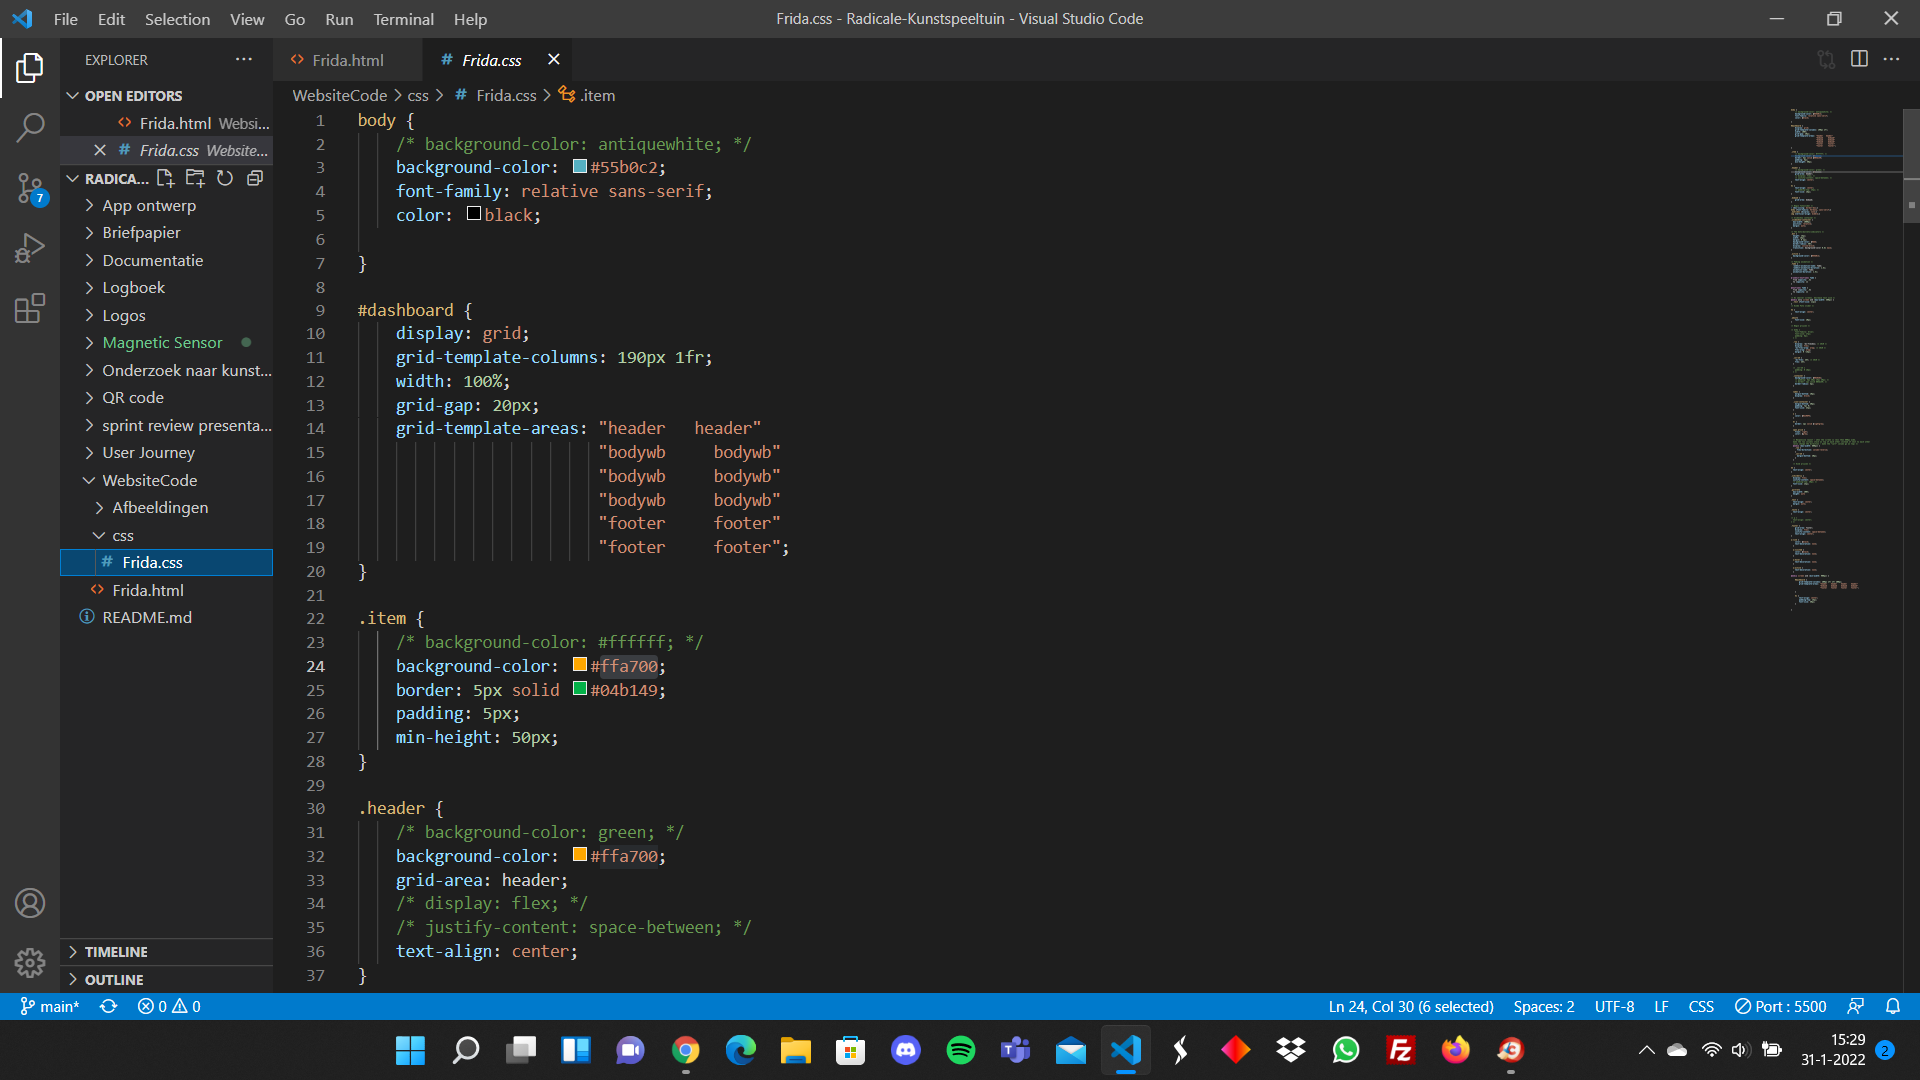 File Edit Selection View Go Run Terminal Help
Frida.css - Radicale-Kunstspeeltuin - Visual Studio Code
EXPLORER
OPEN EDITORS
Frida.html Websi...
Frida.css Website...
RADICA...
App ontwerp
Briefpapier
Documentatie
Logboek
Logos
Magnetic Sensor
Onderzoek naar kunst...
QR code
sprint review presenta...
User Journey
WebsiteCode
Afbeeldingen
css
# Frida.css
Frida.html
README.md
TIMELINE
OUTLINE
7
Frida.html
# Frida.css
WebsiteCode > css > # Frida.css > .item
1 body {
2 /* background-color: antiquewhite; */
3 background-color: #55b0c2;
4 font-family: relative sans-serif;
5 color: black;
6
7 }
8
9 #dashboard {
10 display: grid;
11 grid-template-columns: 190px 1fr;
12 width: 100%;
13 grid-gap: 20px;
14 grid-template-areas: "header   header"
15 "bodywb     bodywb"
16 "bodywb     bodywb"
17 "bodywb     bodywb"
18 "footer     footer"
19 "footer     footer";
20 }
21
22 .item {
23 /* background-color: #ffffff; */
24 background-color: #ffa700;
25 border: 5px solid #04b149;
26 padding: 5px;
27 min-height: 50px;
28 }
29
30 .header {
31 /* background-color: green; */
32 background-color: #ffa700;
33 grid-area: header;
34 /* display: flex; */
35 /* justify-content: space-between; */
36 text-align: center;
37 }
main* 0 0
Ln 24, Col 30 (6 selected) Spaces: 2 UTF-8 LF CSS Port : 5500
15:29
31-1-2022
2